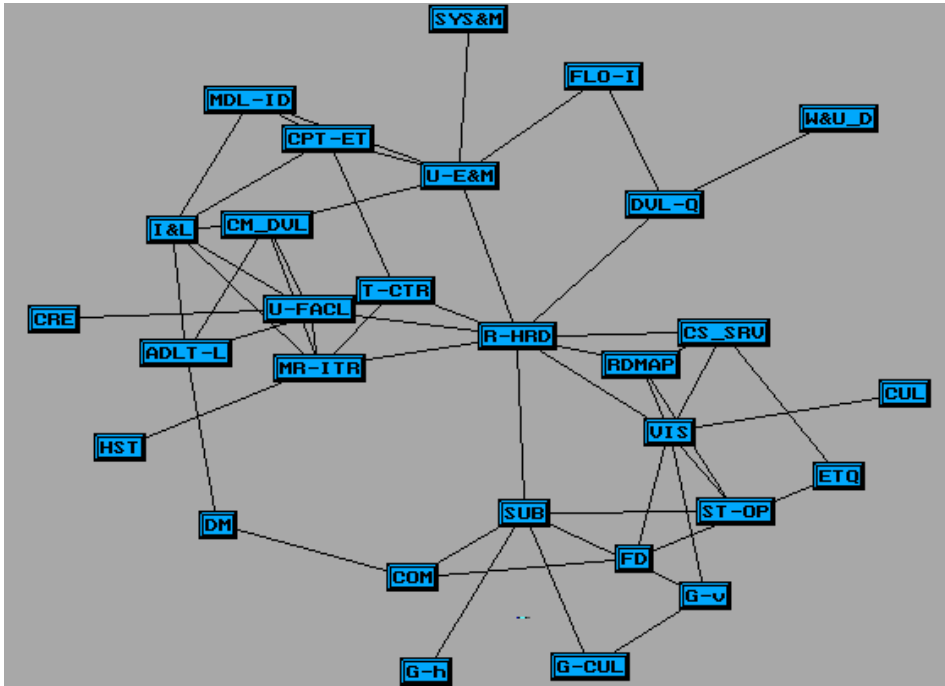 SYS&M
FLO-I
MDL-ID
W&U_D
CPT-ET
U-E&M
DVL-Q
I&L
CM_DVL
T-CTR
U-FACL
CRE
R-HRD
CS_SRV
ADLT-L
MR-ITR
RDMAP
CUL
VIS
HST
ETQ
SUB
ST-OP
DM
FD
COM
G-v
G-h
G-CUL